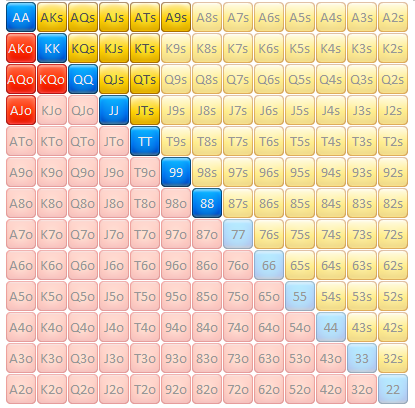 AA AKs AQs AJs ATs A9s A8s A7s A6s A5s A4s A3s A2s
AKo KK KQs KJs KTs K9s K8s K7s K6s K5s K4s K3s K2s
AQo KQo QQ QJs QTs Q9s Q8s Q7s Q6s Q5s Q4s Q3s Q2s
AJo KJo QJo JJ JTs J9s J8s J7s J6s J5s J4s J3s J2s
ATo KTo QTo JTo TT T9s T8s T7s T6s T5s T4s T3s T2s
A9o K9o Q9o J9o T9o 99 98s 97s 96s 95s 94s 93s 92s
A8o K8o Q8o J8o T8o 98o 88 87s 86s 85s 84s 83s 82s
A7o K7o Q7o J7o T7o 97o 87o 77 76s 75s 74s 73s 72s
A6o K6o Q6o J6o T6o 96o 86o 76o 66 65s 64s 63s 62s
A5o K5o Q5o J5o T5o 95o 85o 75o 65o 55 54s 53s 52s
A4o K4o Q4o J4o T4o 94o 84o 74o 64o 54o 44 43s 42s
A3o K3o Q3o J3o T3o 93o 83o 73o 63o 53o 43o 33 32s
A2o K2o Q2o J2o T2o 92o 82o 72o 62o 52o 42o 32o 22